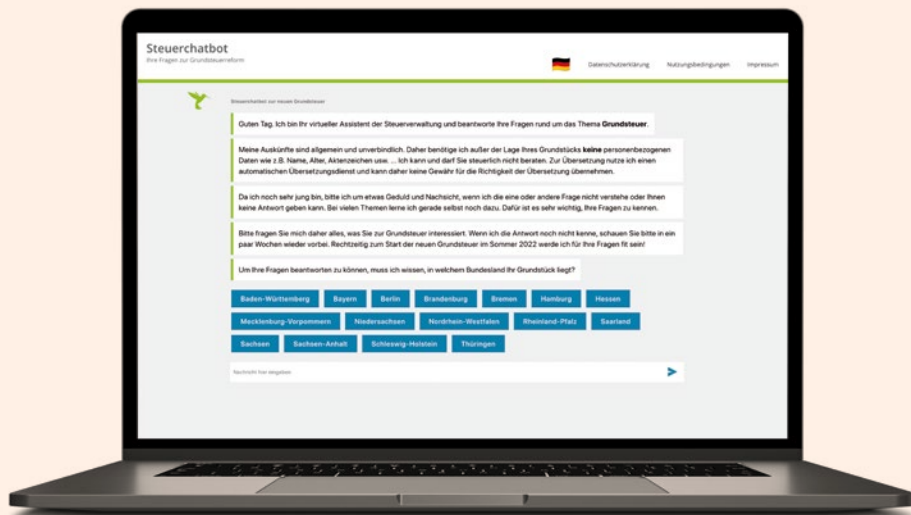 Steuerchatbot
Ihre Fragen zur Grundsteuerreform
Datenschutzerklärung Nutzungsbedingungen Impressum
Steuerchatbot zur neuen Grundsteuer
Guten Tag. Ich bin Ihr virtueller Assistent der Steuerverwaltung und beantworte Ihre Fragen rund um das Thema Grundsteuer.
Meine Auskünfte sind allgemein und unverbindlich. Daher benötige ich außer der Lage Ihres Grundstücks keine personenbezogenen
Daten wie z.B. Name, Alter, Aktenzeichen usw. ... Ich kann und darf Sie steuerlich nicht beraten. Zur Übersetzung nutze ich einen
automatischen Übersetzungsdienst und kann daher keine Gewähr für die Richtigkeit der Übersetzung übernehmen.
Da ich noch sehr jung bin, bitte ich um etwas Geduld und Nachsicht, wenn ich die eine oder andere Frage nicht verstehe oder Ihnen
keine Antwort geben kann. Bei vielen Themen lerne ich gerade selbst noch dazu. Dafür ist es sehr wichtig, Ihre Fragen zu kennen.
Bitte fragen Sie mich daher alles, was Sie zur Grundsteuer interessiert. Wenn ich die Antwort noch nicht kenne, schauen Sie bitte in ein
paar Wochen wieder vorbei. Rechtzeitig zum Start der neuen Grundsteuer im Sommer 2022 werde ich für Ihre Fragen fit sein!
Um Ihre Fragen beantworten zu können, muss ich wissen, in welchem Bundesland Ihr Grundstück liegt?
Baden-Württemberg Bayern Berlin Brandenburg Bremen Hamburg Hessen
Mecklenburg-Vorpommern Niedersachsen Nordrhein-Westfalen Rheinland-Pfalz Saarland
Sachsen Sachsen-Anhalt Schleswig-Holstein Thüringen
Nachricht hier eingeben